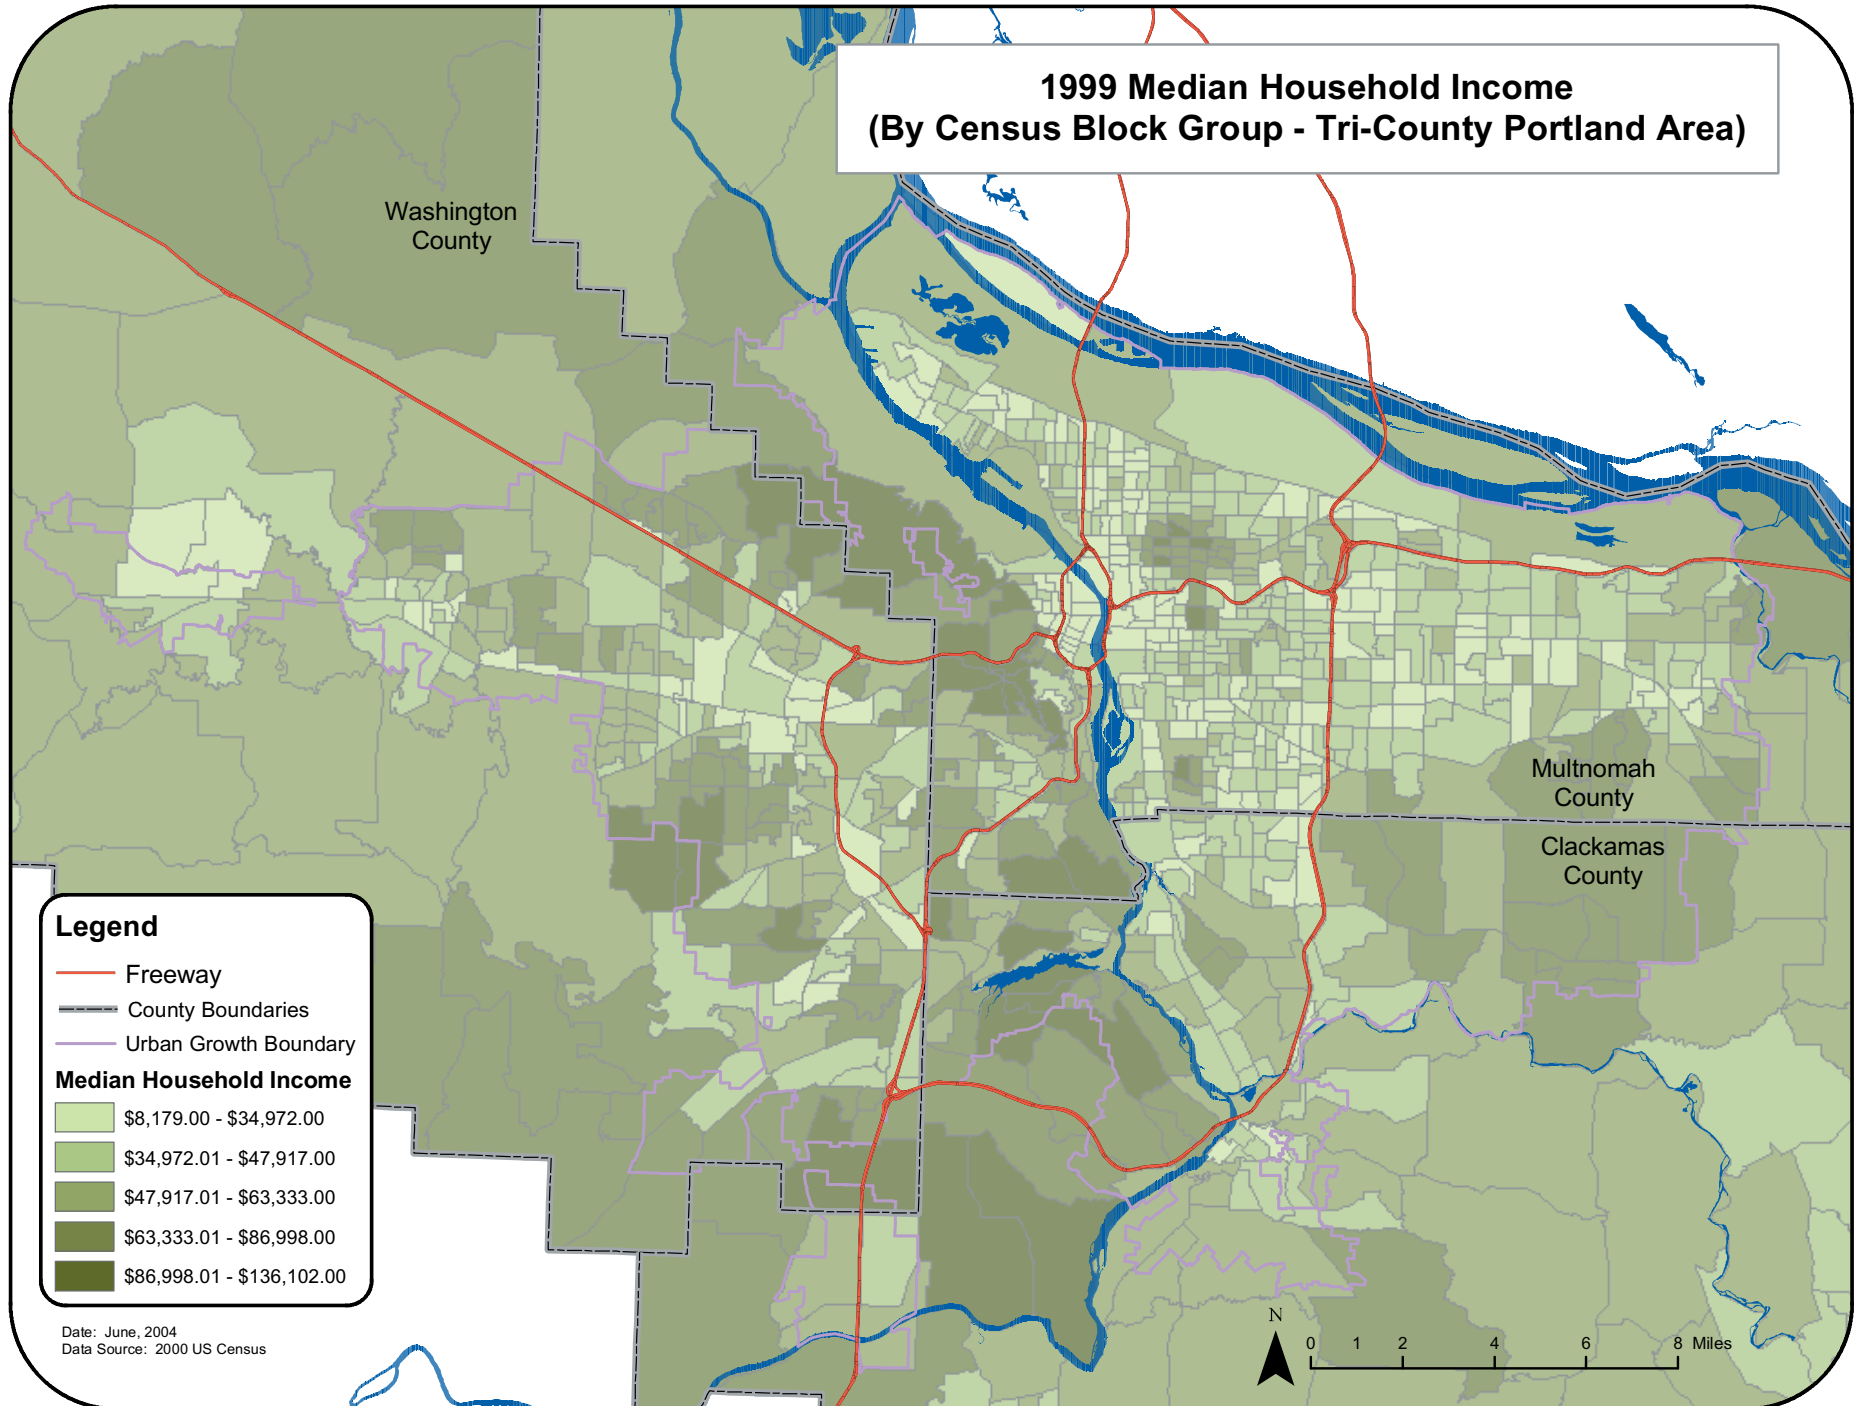 1999 Median Household Income
(By Census Block Group - Tri-County Portland Area)
Washington
County
Multnomah
County
Clackamas
County
Legend
Freeway
County Boundaries
Urban Growth Boundary
Median Household Income
$8,179.00 - $34,972.00
$34,972.01 - $47,917.00
$47,917.01 - $63,333.00
$63,333.01 - $86,998.00
$86,998.01 - $136,102.00
Date: June, 2004
Data Source: 2000 US Census
N
0 1 2 4 6 8 Miles